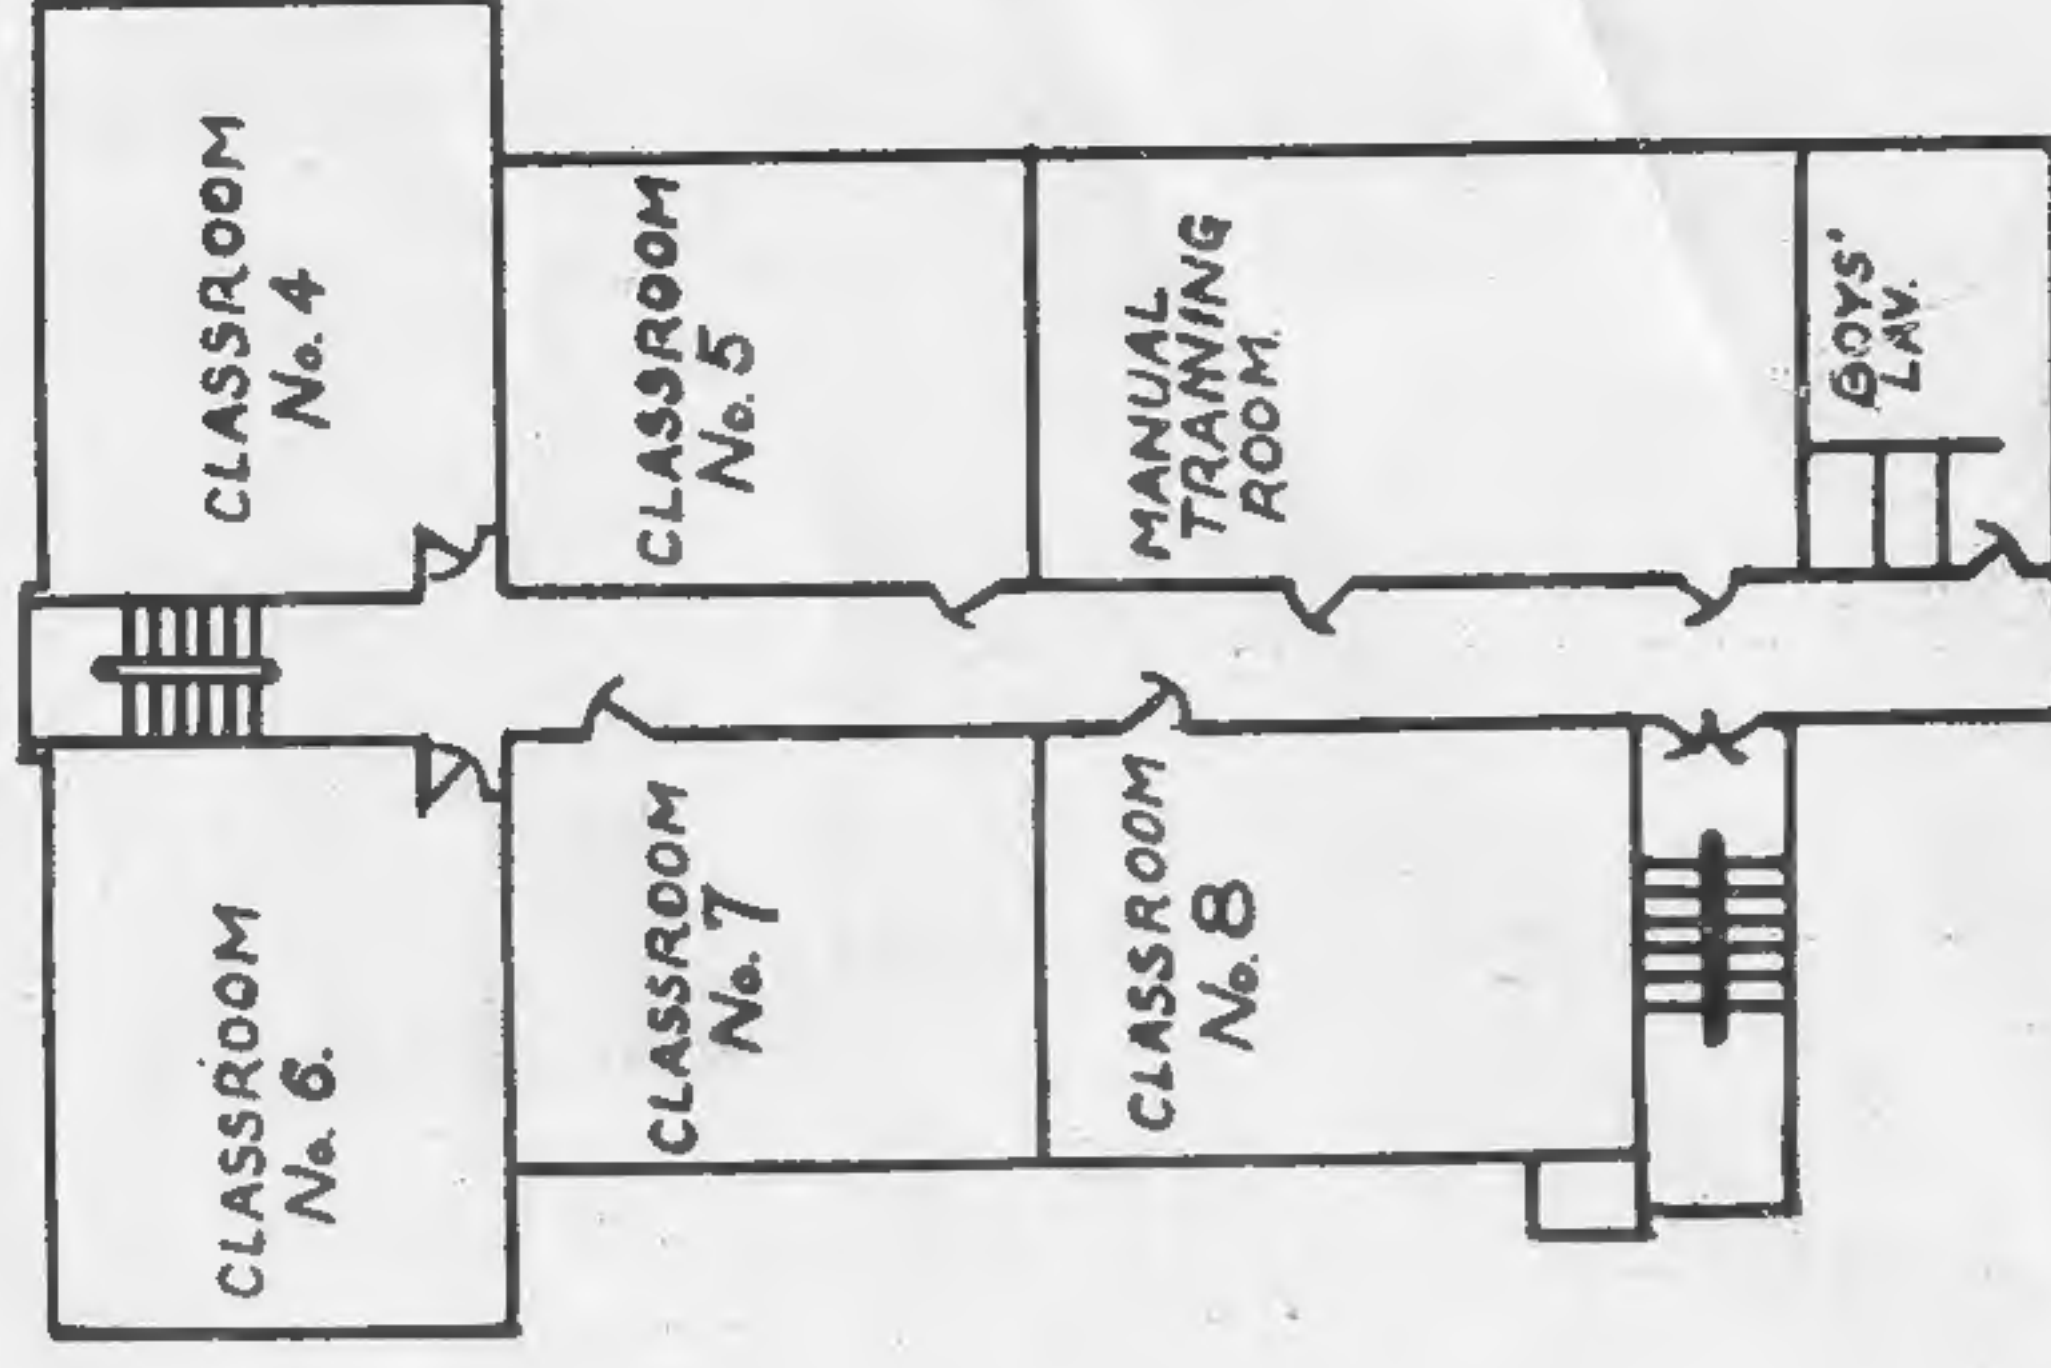 CLASSROOM
No. 4
CLASSROOM
No. 5
MANUAL
TRAINING
ROOM.
BOYS'
LAV.
CLASSROOM
No. 6.
CLASSROOM
No. 7
CLASSROOM
No. 8